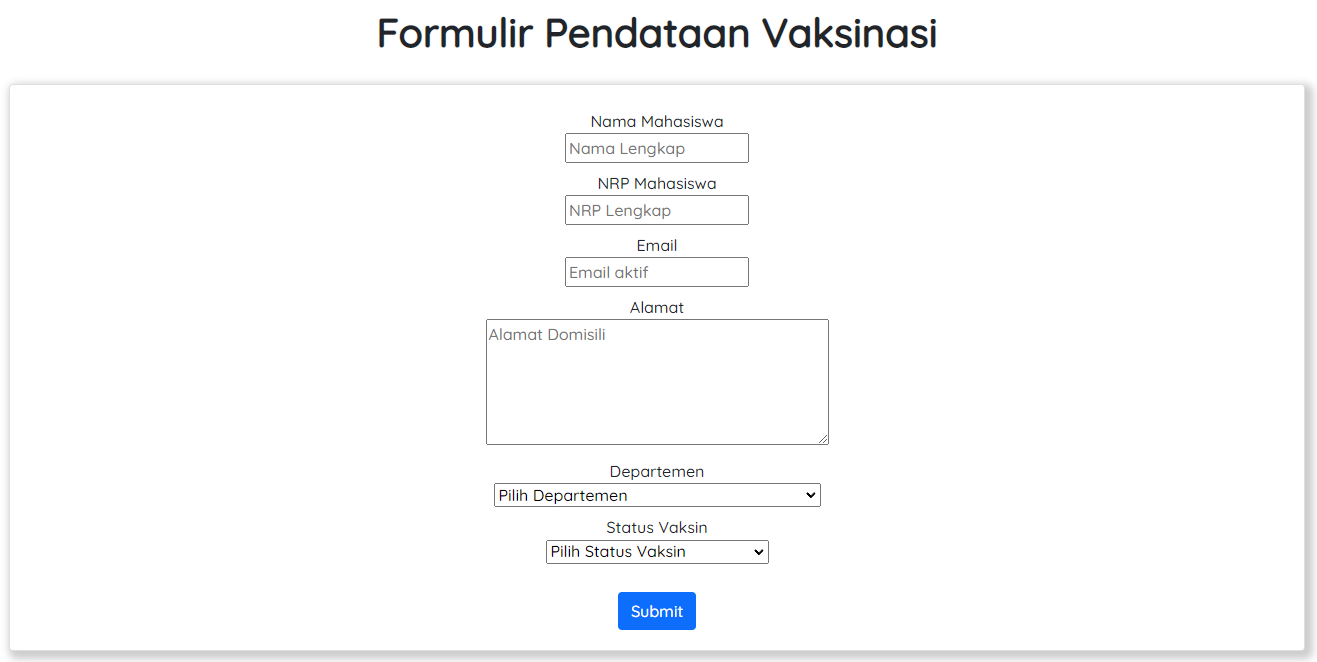 Formulir Pendataan Vaksinasi
Nama Mahasiswa
Nama Lengkap
NRP Mahasiswa
NRP Lengkap
Email
Email aktif
Alamat
Alamat Domisili
Departemen
Pilih Departemen
Status Vaksin
Pilih Status Vaksin
Submit